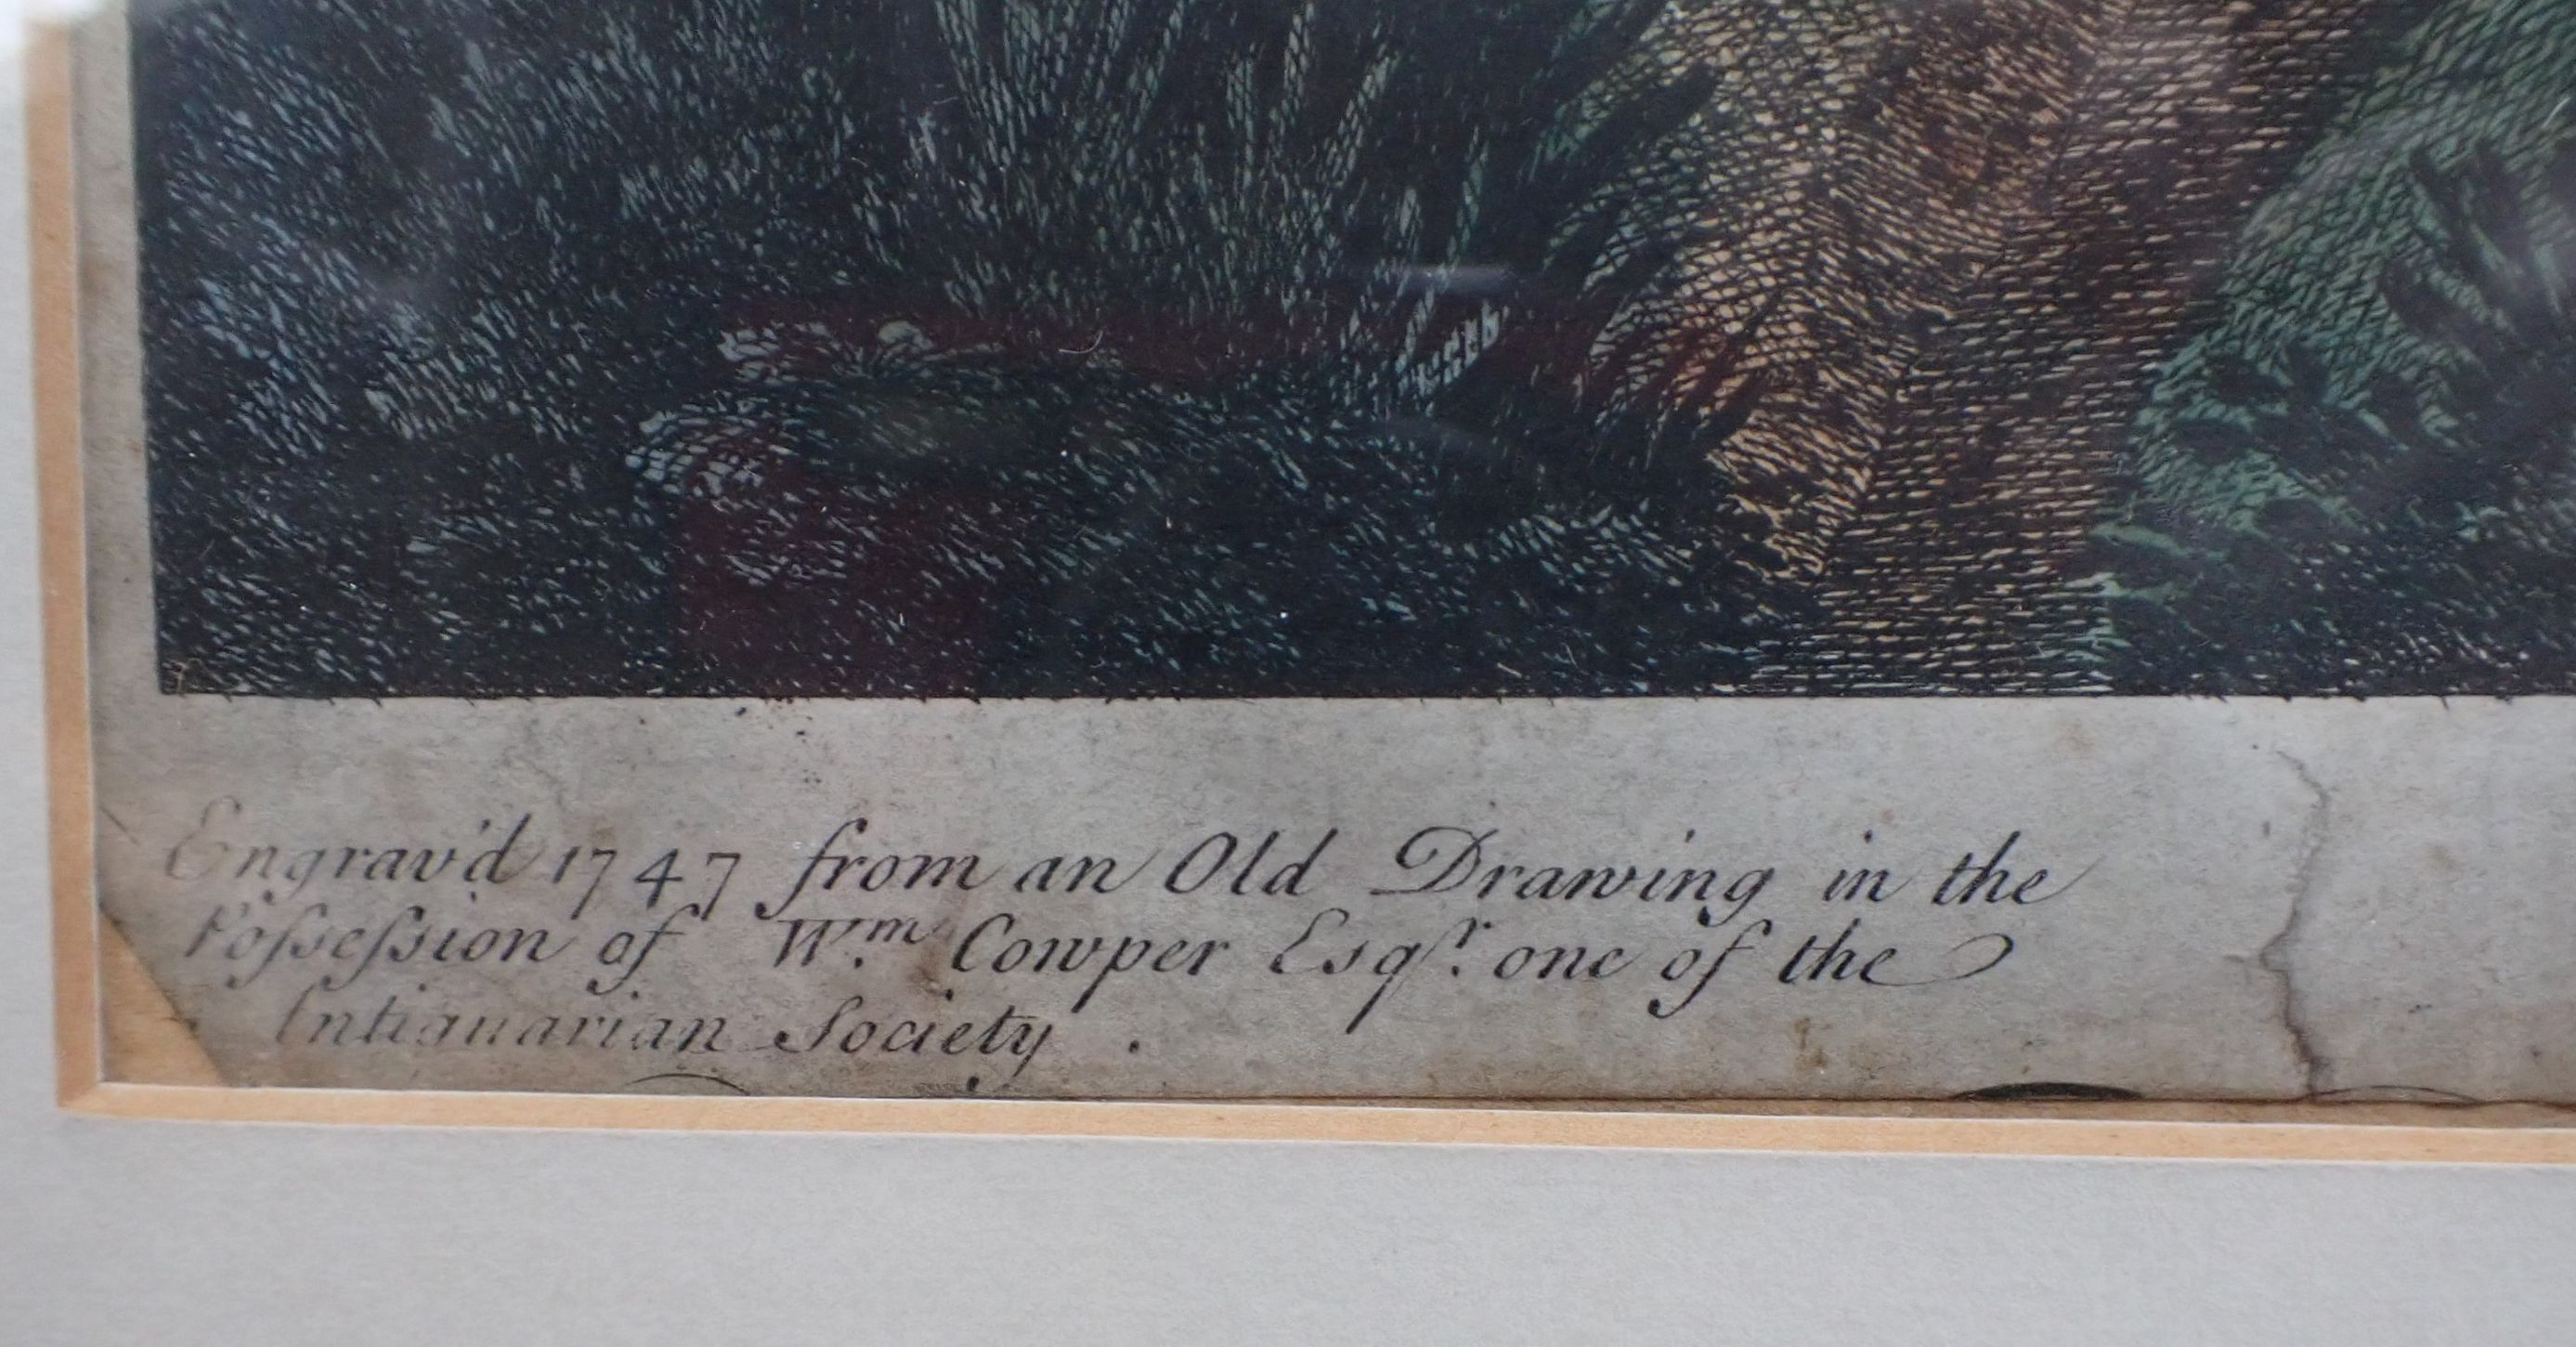 Engrav'd 1747 from an Old Drawing in the
Poſseſsion of Wᵐ. Cowper Esqʳ. one of the
Antiquarian Society.